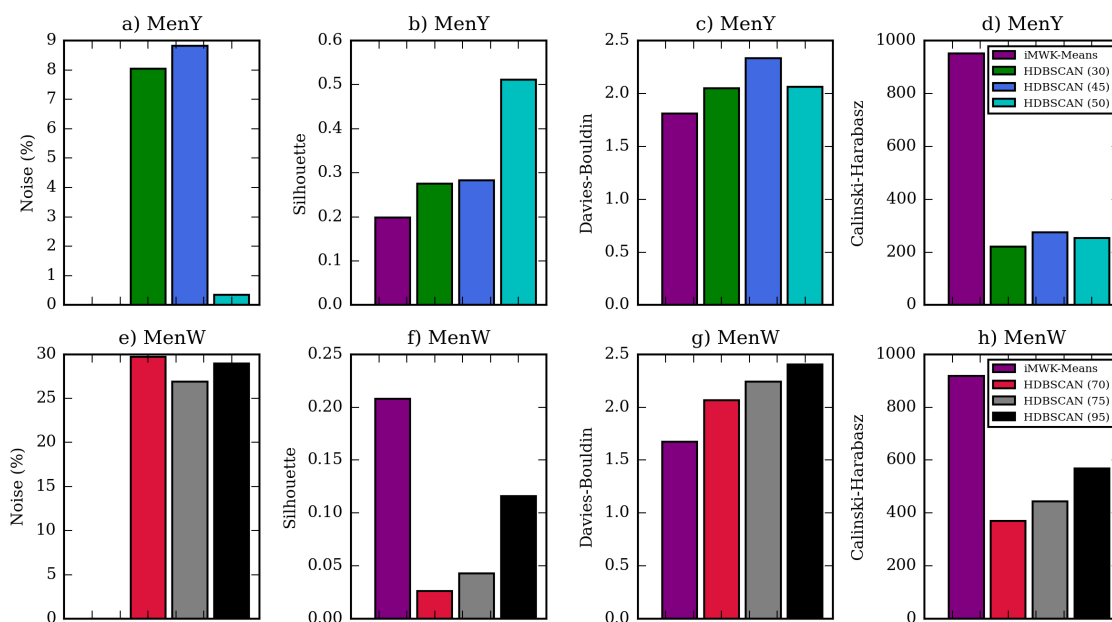 a) MenY
Noise (%)
9
8
7
6
5
4
3
2
1
0
b) MenY
Silhouette
0.6
0.5
0.4
0.3
0.2
0.1
0.0
c) MenY
Davies-Bouldin
2.5
2.0
1.5
1.0
0.5
0.0
d) MenY
Calinski-Harabasz
1000
800
600
400
200
0
iMWK-Means
HDBSCAN (30)
HDBSCAN (45)
HDBSCAN (50)
e) MenW
Noise (%)
30
25
20
15
10
5
0
f) MenW
Silhouette
0.25
0.20
0.15
0.10
0.05
0.00
g) MenW
Davies-Bouldin
2.5
2.0
1.5
1.0
0.5
0.0
h) MenW
Calinski-Harabasz
1000
800
600
400
200
0
iMWK-Means
HDBSCAN (70)
HDBSCAN (75)
HDBSCAN (95)